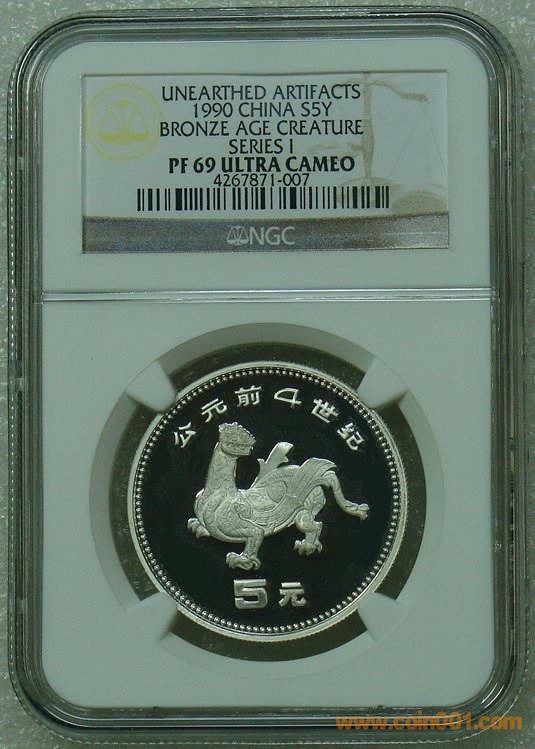 UNEARTHED ARTIFACTS
1990 CHINA S5Y
BRONZE AGE CREATURE
SERIES I
PF 69 ULTRA CAMEO
4267871-007
NGC
公元前4世纪
5元
www.coin001.com